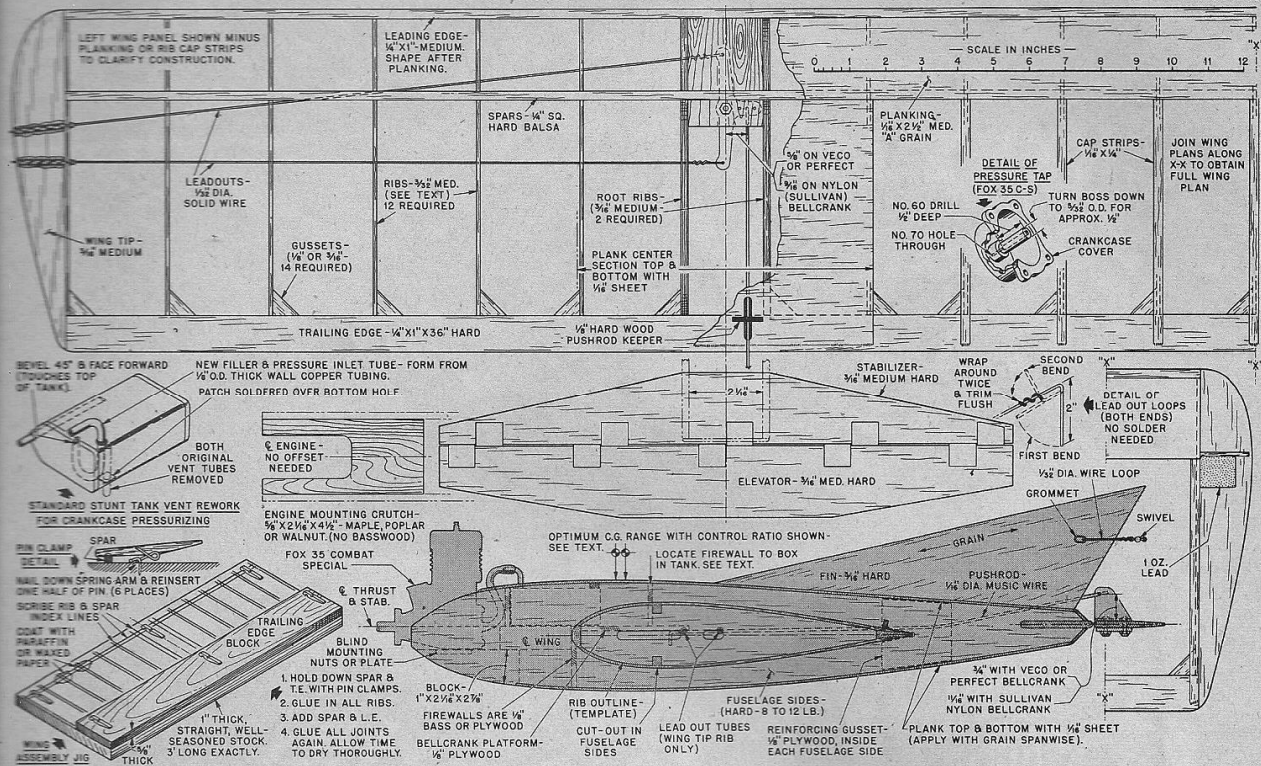 LEFT WING PANEL SHOWN MINUS
PLANKING OR RIB CAP STRIPS
TO CLARIFY CONSTRUCTION.
LEADING EDGE-
¼"X1"-MEDIUM.
SHAPE AFTER
PLANKING.
SPARS-¼" SQ.
HARD BALSA
LEADOUTS-
1/32" DIA.
SOLID WIRE
RIBS-3/32" MED.
(SEE TEXT)
12 REQUIRED
GUSSETS-
(1/8" OR 3/16"-
14 REQUIRED)
WING TIP-
3/16" MEDIUM
ROOT RIBS-
(3/16" MEDIUM-
2 REQUIRED)
PLANK CENTER
SECTION TOP &
BOTTOM WITH
1/16" SHEET
TRAILING EDGE-¼"X1"X36" HARD
1/8" HARD WOOD
PUSHROD KEEPER
ON VECO
OR PERFECT
ON NYLON
(SULLIVAN)
BELLCRANK
SCALE IN INCHES
0 1 2 3 4 5 6 7 8 9 10 11 12
"X"
PLANKING-
1/16"X2½" MED.
"A" GRAIN
CAP STRIPS-
1/16"X¼"
JOIN WING
PLANS ALONG
X-X TO OBTAIN
FULL WING
PLAN
DETAIL OF
PRESSURE TAP
(FOX 35 C-S)
NO. 60 DRILL
½" DEEP
NO. 70 HOLE
THROUGH
TURN BOSS DOWN
TO 5/32" O.D. FOR
APPROX. ½"
CRANKCASE
COVER
"X"
BEVEL 45° & FACE FORWARD
(TOUCHES TOP
OF TANK).
NEW FILLER & PRESSURE INLET TUBE-FORM FROM
1/8" O.D. THICK WALL COPPER TUBING.
PATCH SOLDERED OVER BOTTOM HOLE
BOTH
ORIGINAL
VENT TUBES
REMOVED
STANDARD STUNT TANK VENT REWORK
FOR CRANKCASE PRESSURIZING
℄ ENGINE-
NO OFFSET
NEEDED
ENGINE MOUNTING CRUTCH-
X2 1/16"X4½"-MAPLE, POPLAR
OR WALNUT. (NO BASSWOOD)
2 1/16"
STABILIZER-
3/16" MEDIUM HARD
ELEVATOR-3/16" MED. HARD
WRAP
AROUND
TWICE
& TRIM
FLUSH
SECOND
BEND
2"
FIRST BEND
"X"
DETAIL OF
LEAD OUT LOOPS
(BOTH ENDS)
NO SOLDER
NEEDED
1/32" DIA. WIRE LOOP
GROMMET
SWIVEL
1 OZ.
LEAD
PIN CLAMP
DETAIL
SPAR
NAIL DOWN SPRING ARM & REINSERT
ONE HALF OF PIN (6 PLACES)
SCRIBE RIB & SPAR
INDEX LINES
COAT WITH
PARAFFIN
OR WAXED
PAPER
TRAILING
EDGE
BLOCK
1" THICK,
STRAIGHT, WELL-
SEASONED STOCK.
3' LONG EXACTLY.
THICK
WING
ASSEMBLY JIG
1. HOLD DOWN SPAR &
T.E. WITH PIN CLAMPS.
2. GLUE IN ALL RIBS.
3. ADD SPAR & L.E.
4. GLUE ALL JOINTS
AGAIN. ALLOW TIME
TO DRY THOROUGHLY.
FOX 35 COMBAT
SPECIAL
℄ THRUST
& STAB.
BLIND
MOUNTING
NUTS OR PLATE
OPTIMUM C.G. RANGE WITH CONTROL RATIO SHOWN-
SEE TEXT.
LOCATE FIREWALL TO BOX
IN TANK. SEE TEXT.
GRAIN
FIN-3/16" HARD
PUSHROD-
1/16" DIA. MUSIC WIRE
℄ WING
BLOCK-
1"X2 1/16"X2 7/8"
FIREWALLS ARE 1/8"
BASS OR PLYWOOD
BELLCRANK PLATFORM-
1/8" PLYWOOD
RIB OUTLINE-
(TEMPLATE)
CUT-OUT IN
FUSELAGE
SIDES
LEAD OUT TUBES
(WING TIP RIB
ONLY)
FUSELAGE SIDES-
(HARD-8 TO 12 LB.)
REINFORCING GUSSET-
1/8" PLYWOOD, INSIDE
EACH FUSELAGE SIDE
¾" WITH VECO OR
PERFECT BELLCRANK
11/16" WITH SULLIVAN
NYLON BELLCRANK
"X"
PLANK TOP & BOTTOM WITH 1/16" SHEET
(APPLY WITH GRAIN SPANWISE).